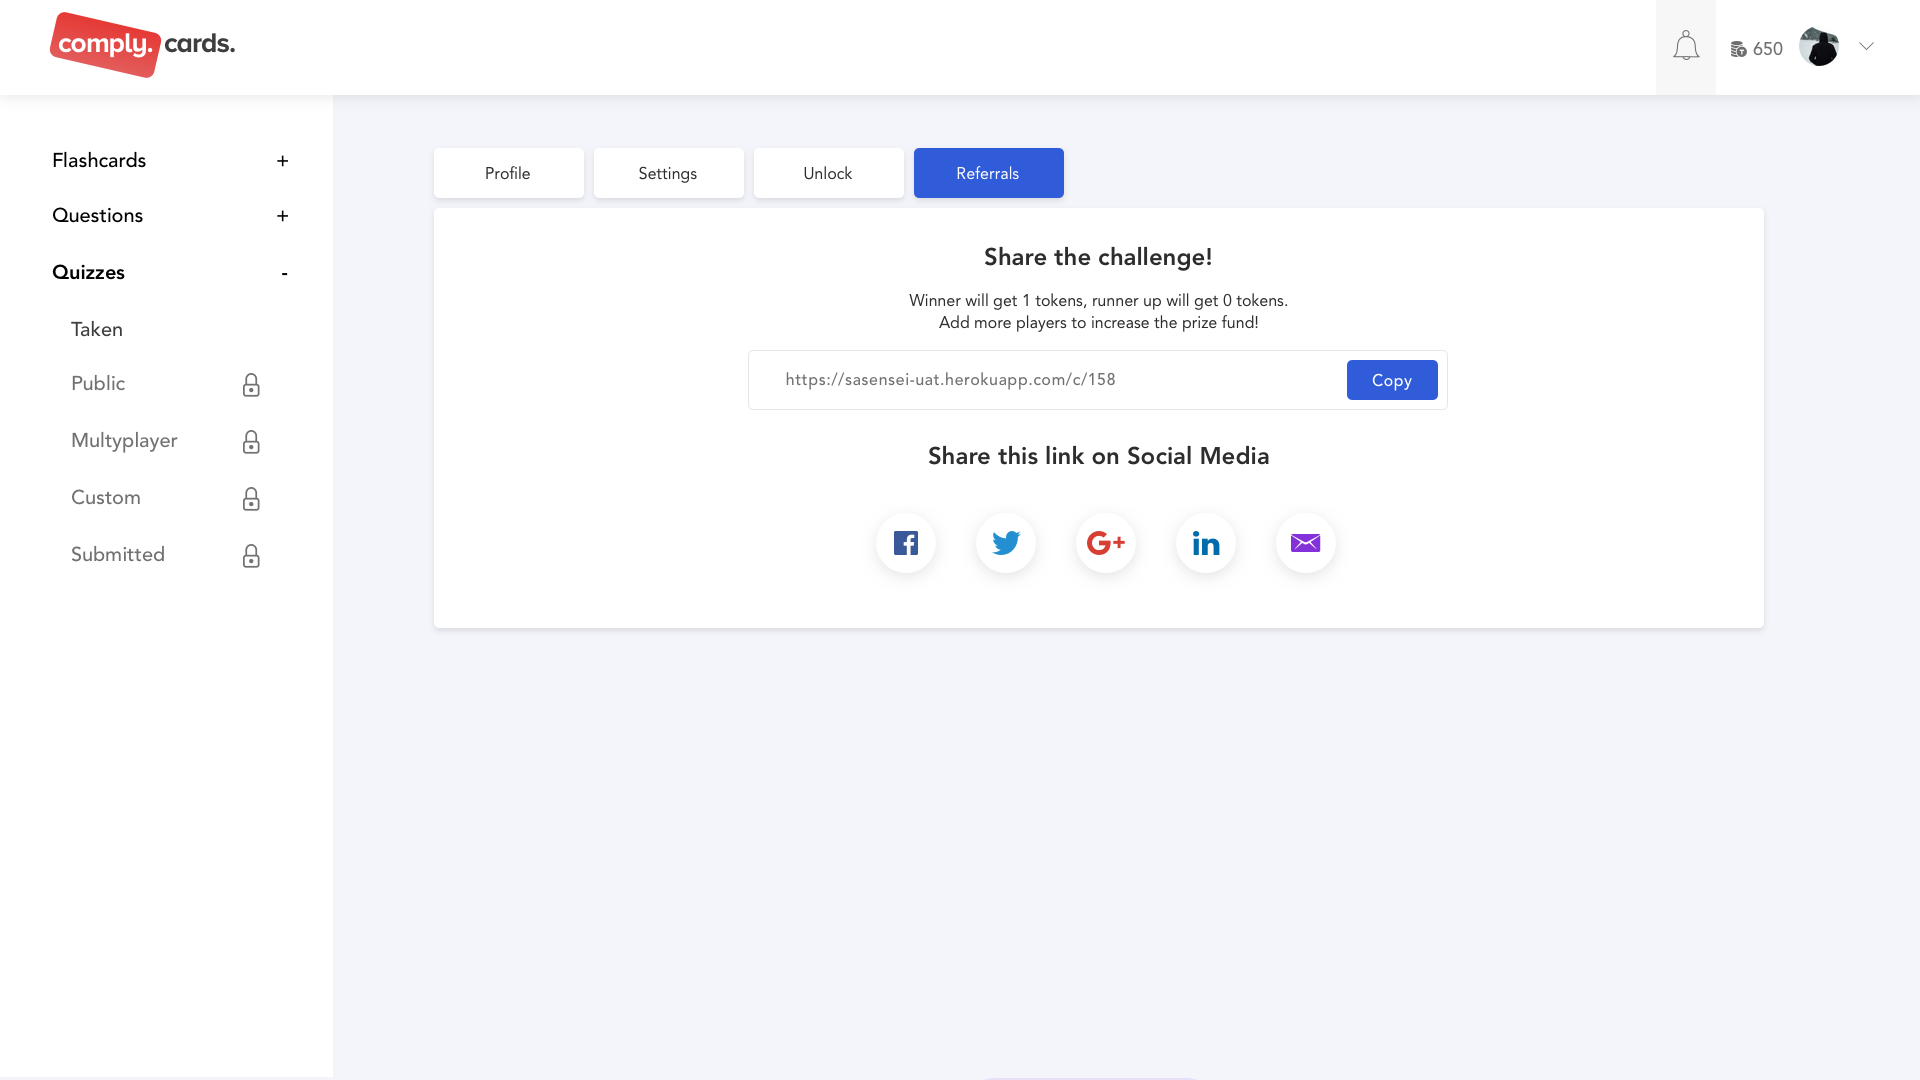 comply. cards.
650
Flashcards +
Questions +
Quizzes -
Taken
Public
Multyplayer
Custom
Submitted
Profile
Settings
Unlock
Referrals
Share the challenge!
Winner will get 1 tokens, runner up will get 0 tokens.
Add more players to increase the prize fund!
https://sasensei-uat.herokuapp.com/c/158
Copy
Share this link on Social Media
f
G+
in